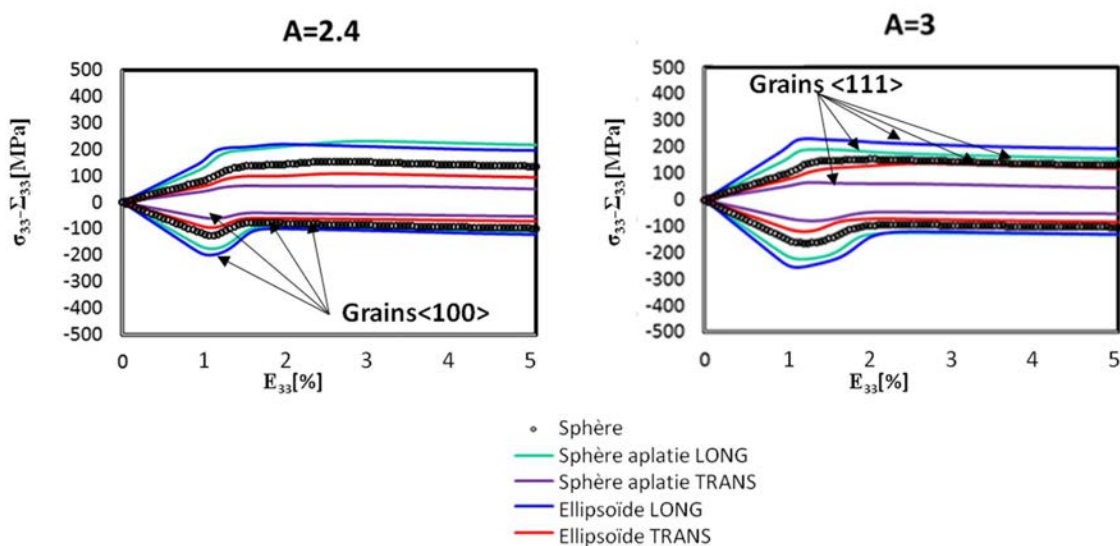 A=2.4
500
400
300
200
100
0
-100
-200
-300
-400
-500
σ₃₃-Σ₃₃[MPa]
Grains<100>
0 1 2 3 4 5
E₃₃[%]
A=3
500
400
300
200
100
0
-100
-200
-300
-400
-500
σ₃₃-Σ₃₃[MPa]
Grains <111>
0 1 2 3 4 5
E₃₃[%]
Sphère
Sphère aplatie LONG
Sphère aplatie TRANS
Ellipsoïde LONG
Ellipsoïde TRANS